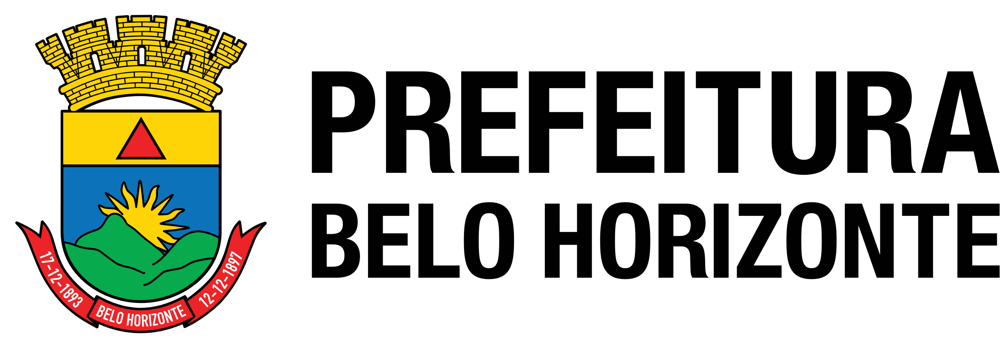 PREFEITURA
BELO HORIZONTE
17-12-1893
BELO HORIZONTE
12-12-1897